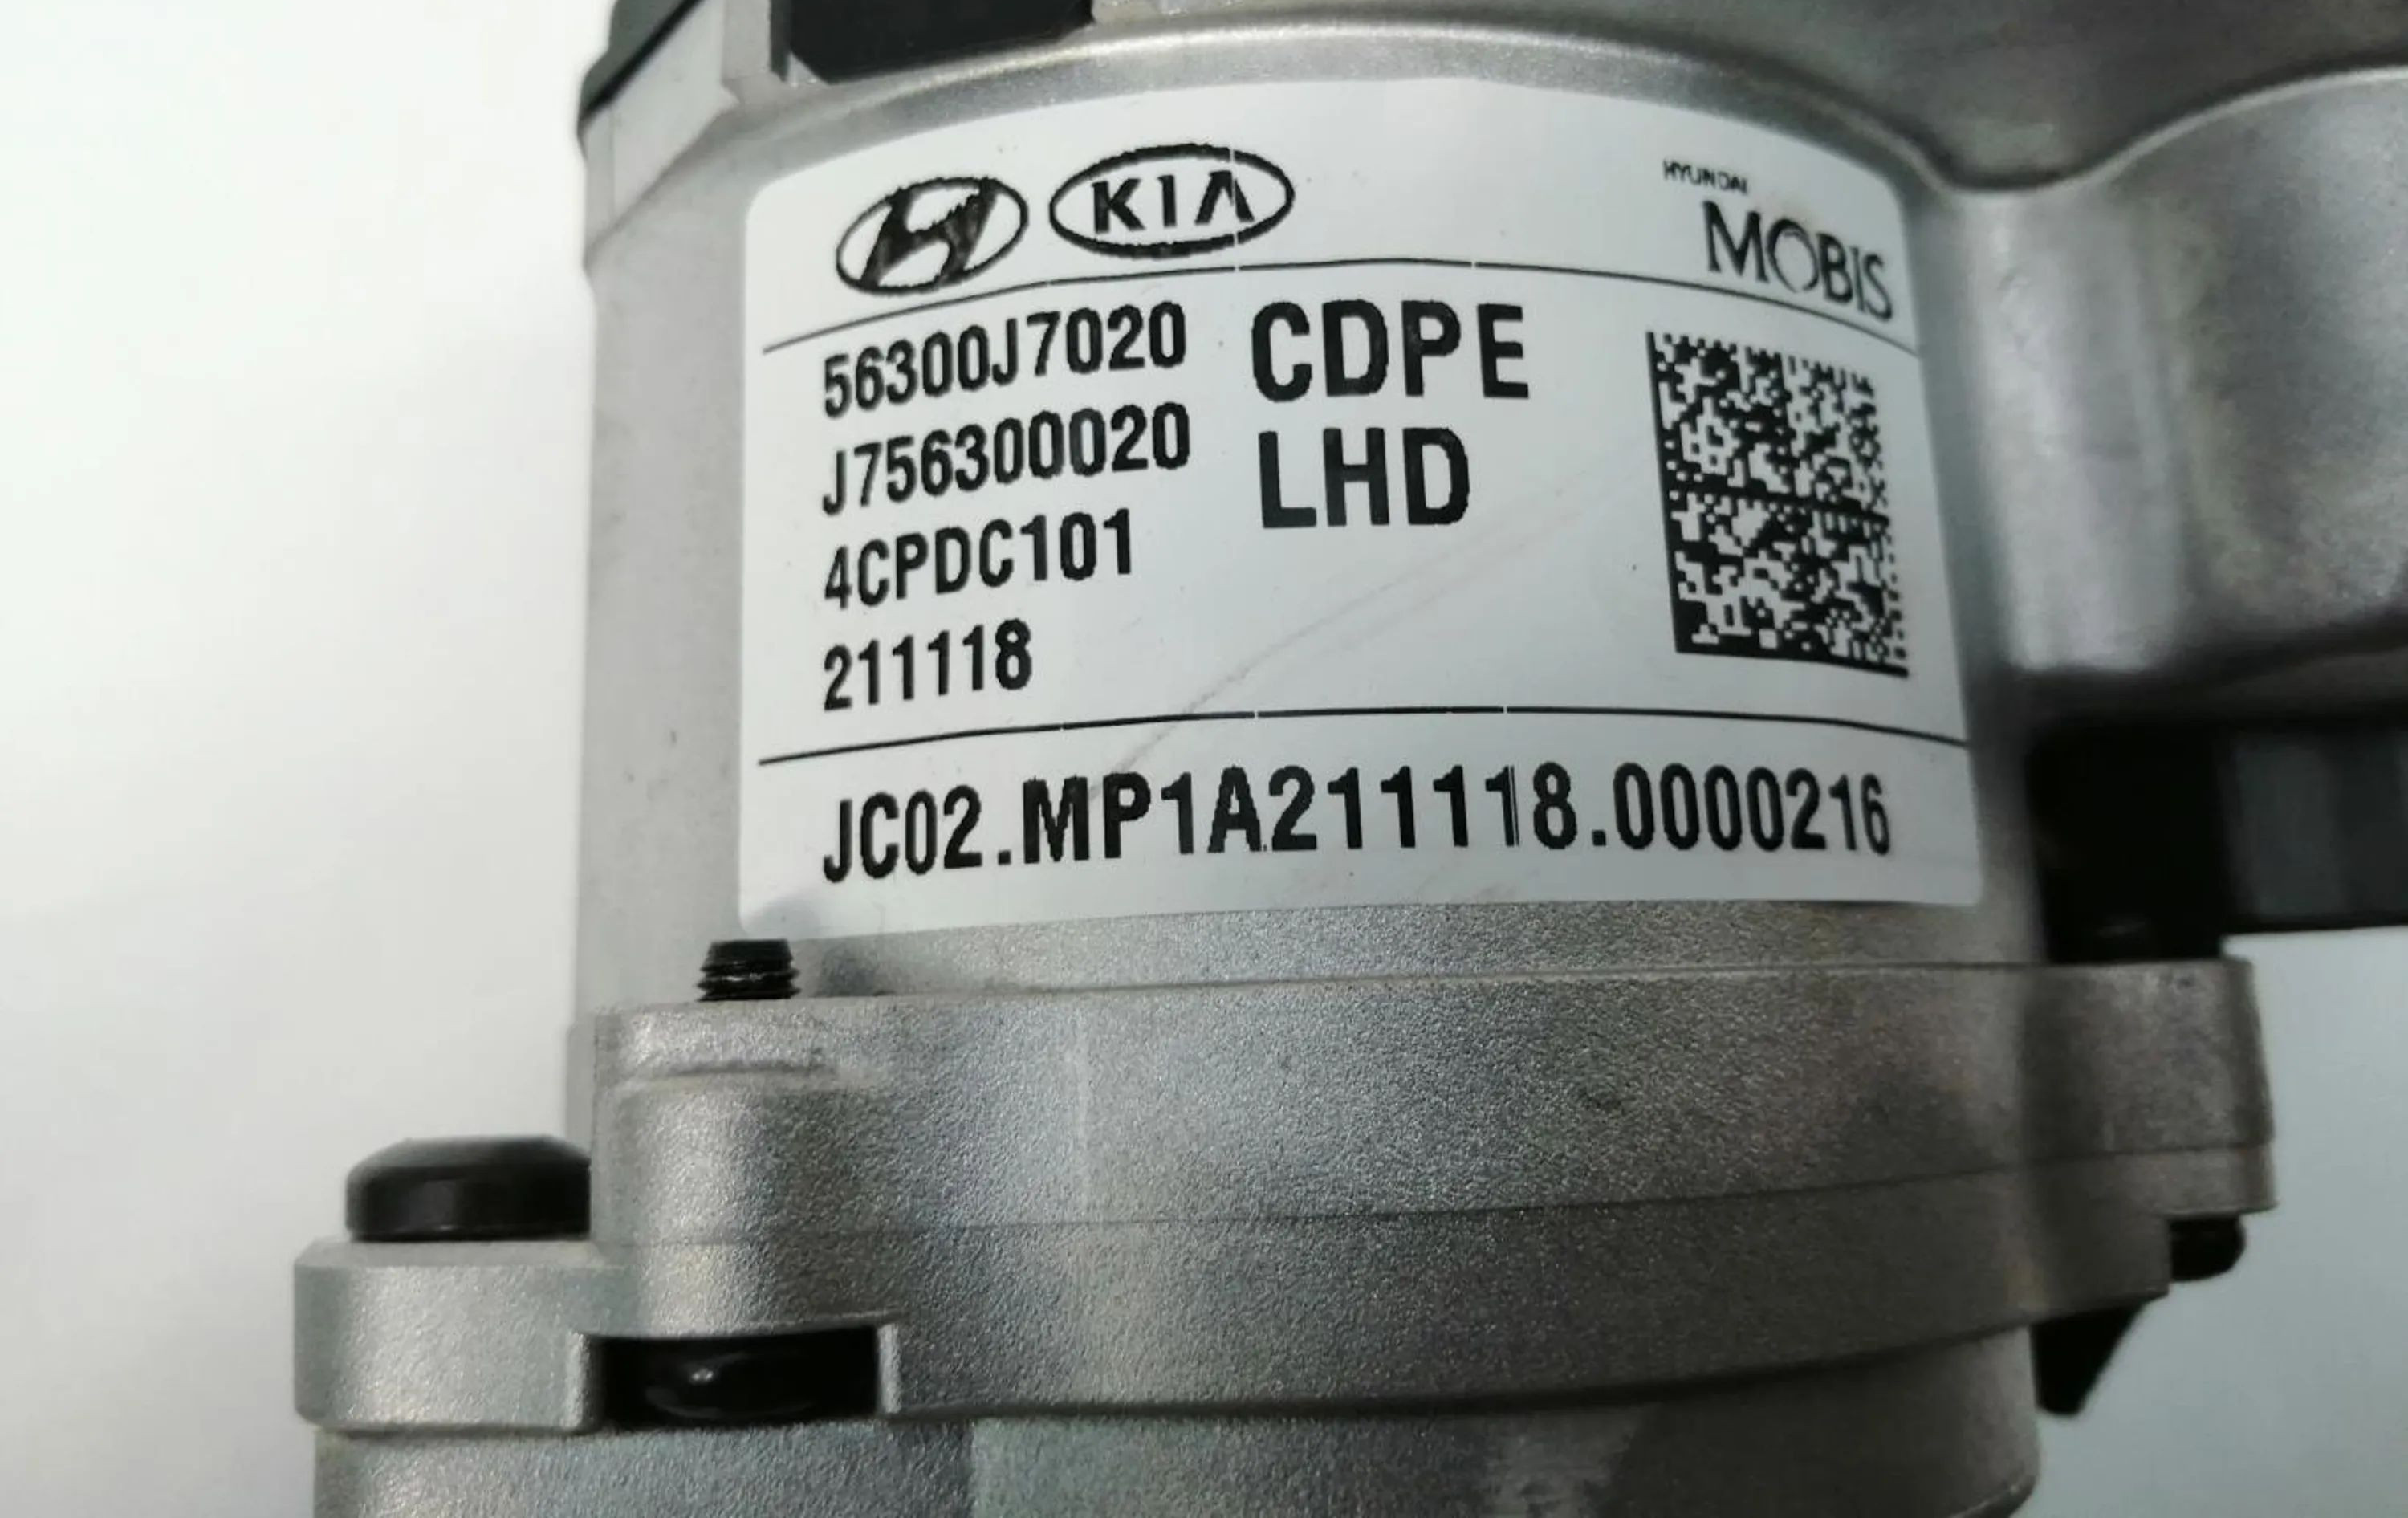 KIA
HYUNDAI
MOBIS
56300J7020 CDPE
J756300020 LHD
4CPDC101
211118
JC02.MP1A211118.0000216